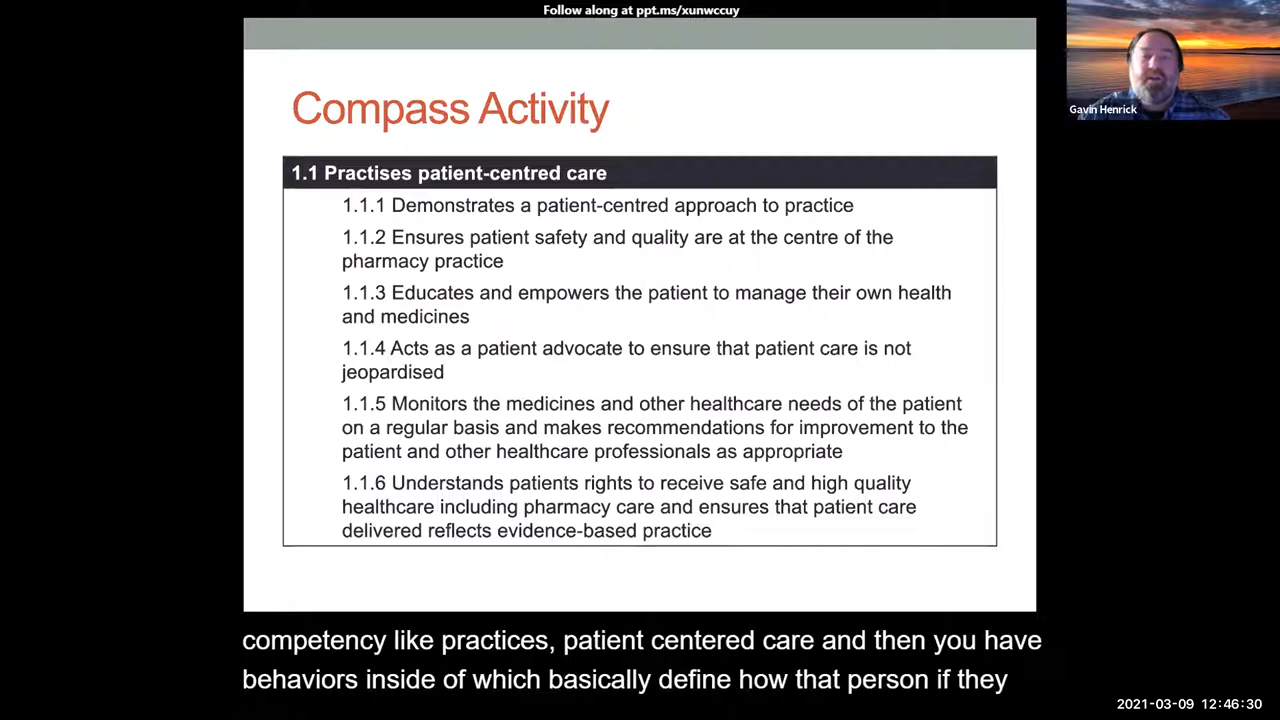 Follow along at ppt.ms/xunwccuy
Gavin Henrick
Compass Activity
1.1 Practises patient-centred care
1.1.1 Demonstrates a patient-centred approach to practice
1.1.2 Ensures patient safety and quality are at the centre of the
pharmacy practice
1.1.3 Educates and empowers the patient to manage their own health
and medicines
1.1.4 Acts as a patient advocate to ensure that patient care is not
jeopardised
1.1.5 Monitors the medicines and other healthcare needs of the patient
on a regular basis and makes recommendations for improvement to the
patient and other healthcare professionals as appropriate
1.1.6 Understands patients rights to receive safe and high quality
healthcare including pharmacy care and ensures that patient care
delivered reflects evidence-based practice
competency like practices, patient centered care and then you have
behaviors inside of which basically define how that person if they
2021-03-09 12:46:30